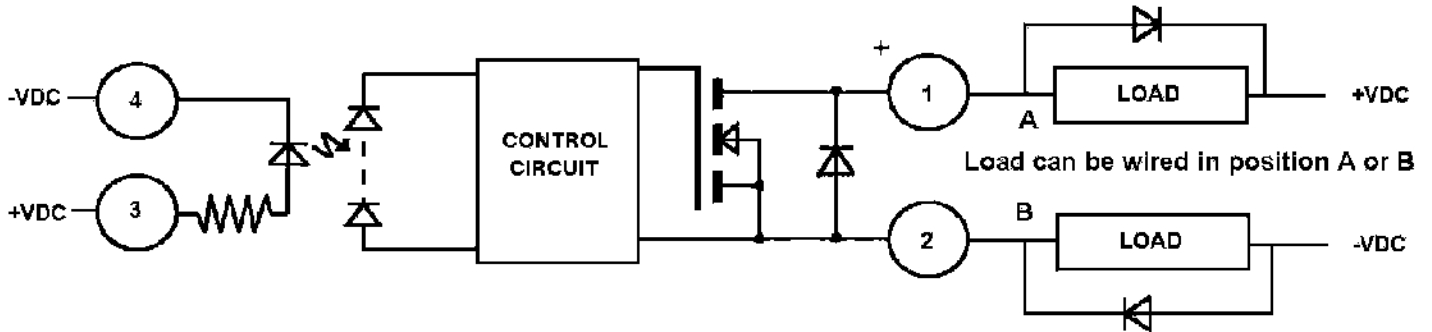 -VDC
4
+VDC
3
CONTROL
CIRCUIT
+
1
A
LOAD
+VDC
Load can be wired in position A or B
2
B
LOAD
-VDC